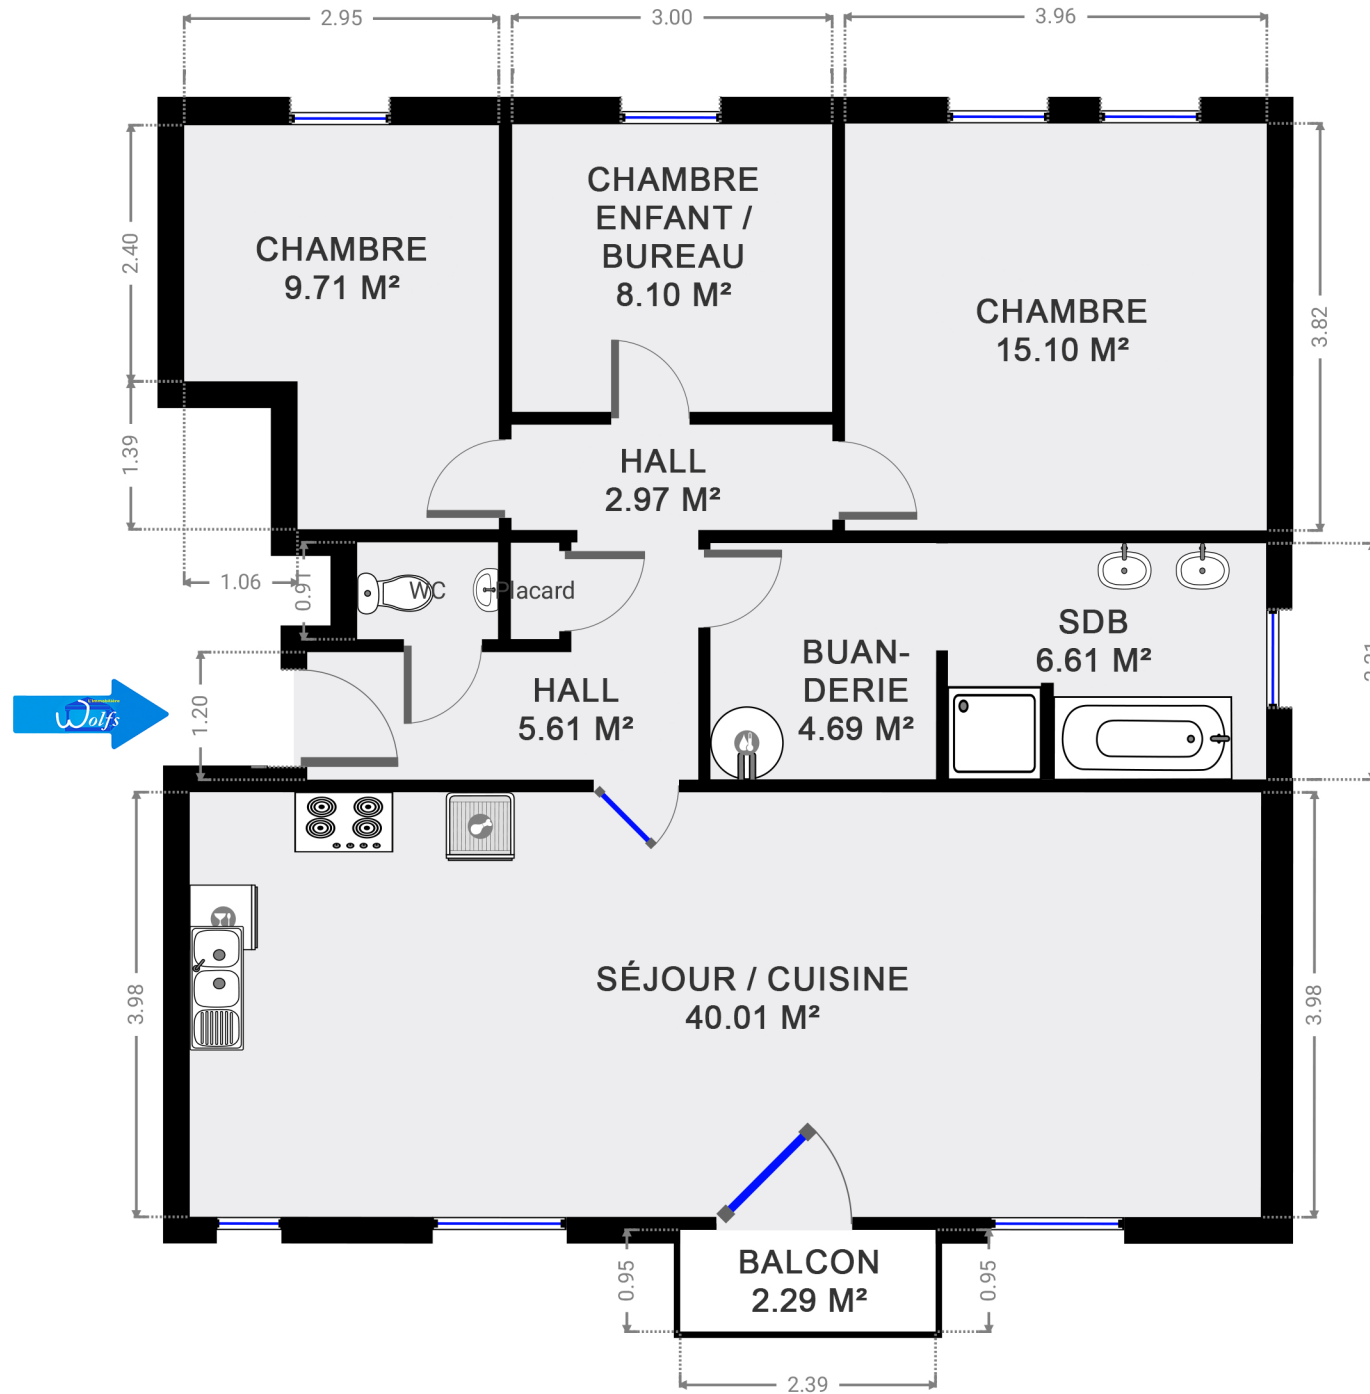 2.95
3.00
3.96
CHAMBRE
9.71 M²
CHAMBRE
ENFANT /
BUREAU
8.10 M²
CHAMBRE
15.10 M²
2.40
3.82
1.39
HALL
2.97 M²
1.06
0.91
WC
Placard
SDB
6.61 M²
BUAN-
DERIE
4.69 M²
HALL
5.61 M²
1.20
L'immobilière
Wolfs
SÉJOUR / CUISINE
40.01 M²
3.98
3.98
BALCON
2.29 M²
0.95
0.95
2.39